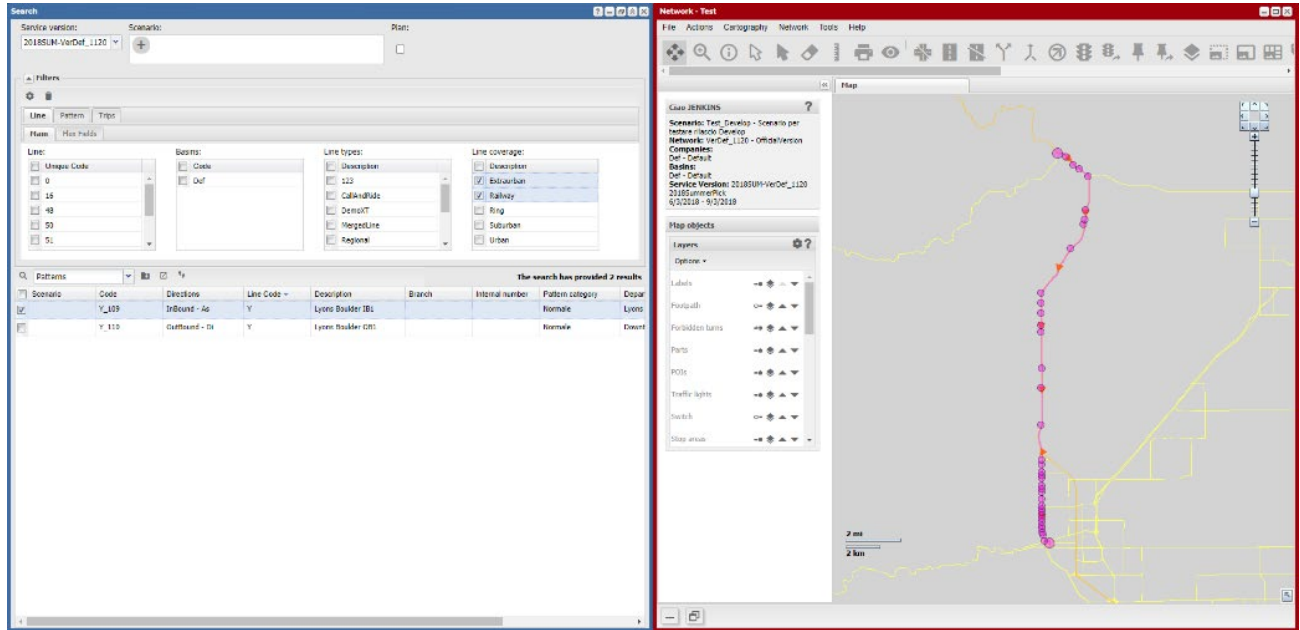 Search
Service version: Scenario: Plan:
2018SUM-VerDef_1120
Filters
Line Pattern Trips
Main Flex Fields
Line: Basins: Line types: Line coverage:
Unique Code Code Description Description
0 Def 123 Extraurban
16 CallAndRide Railway
48 DemoXT Ring
50 MergedLine Suburban
51 Regional Urban
Patterns The search has provided 2 results
Scenario Code Directions Line Code Description Branch Internal number Pattern category Depar
Y_109 InBound - As Y Lyons Boulder IB1 Normale Lyons
Y_110 OutBound - Di Y Lyons Boulder OB1 Normale Downt
Network - Test
File Actions Cartography Network Tools Help
Map
Ciao JENKINS ?
Scenario: Test_Develop - Scenario per
testare rilascio Develop
Network: VerDef_1120 - OfficialVersion
Companies:
Def - Default
Basins:
Def - Default
Service Version: 2018SUM-VerDef_1120
2018SummerPick
6/3/2018 - 9/3/2018
Map objects
Layers ?
Options
Labels
Footpath
Forbidden turns
Ports
POIs
Traffic lights
Switch
Stop areas
2 mi
2 km